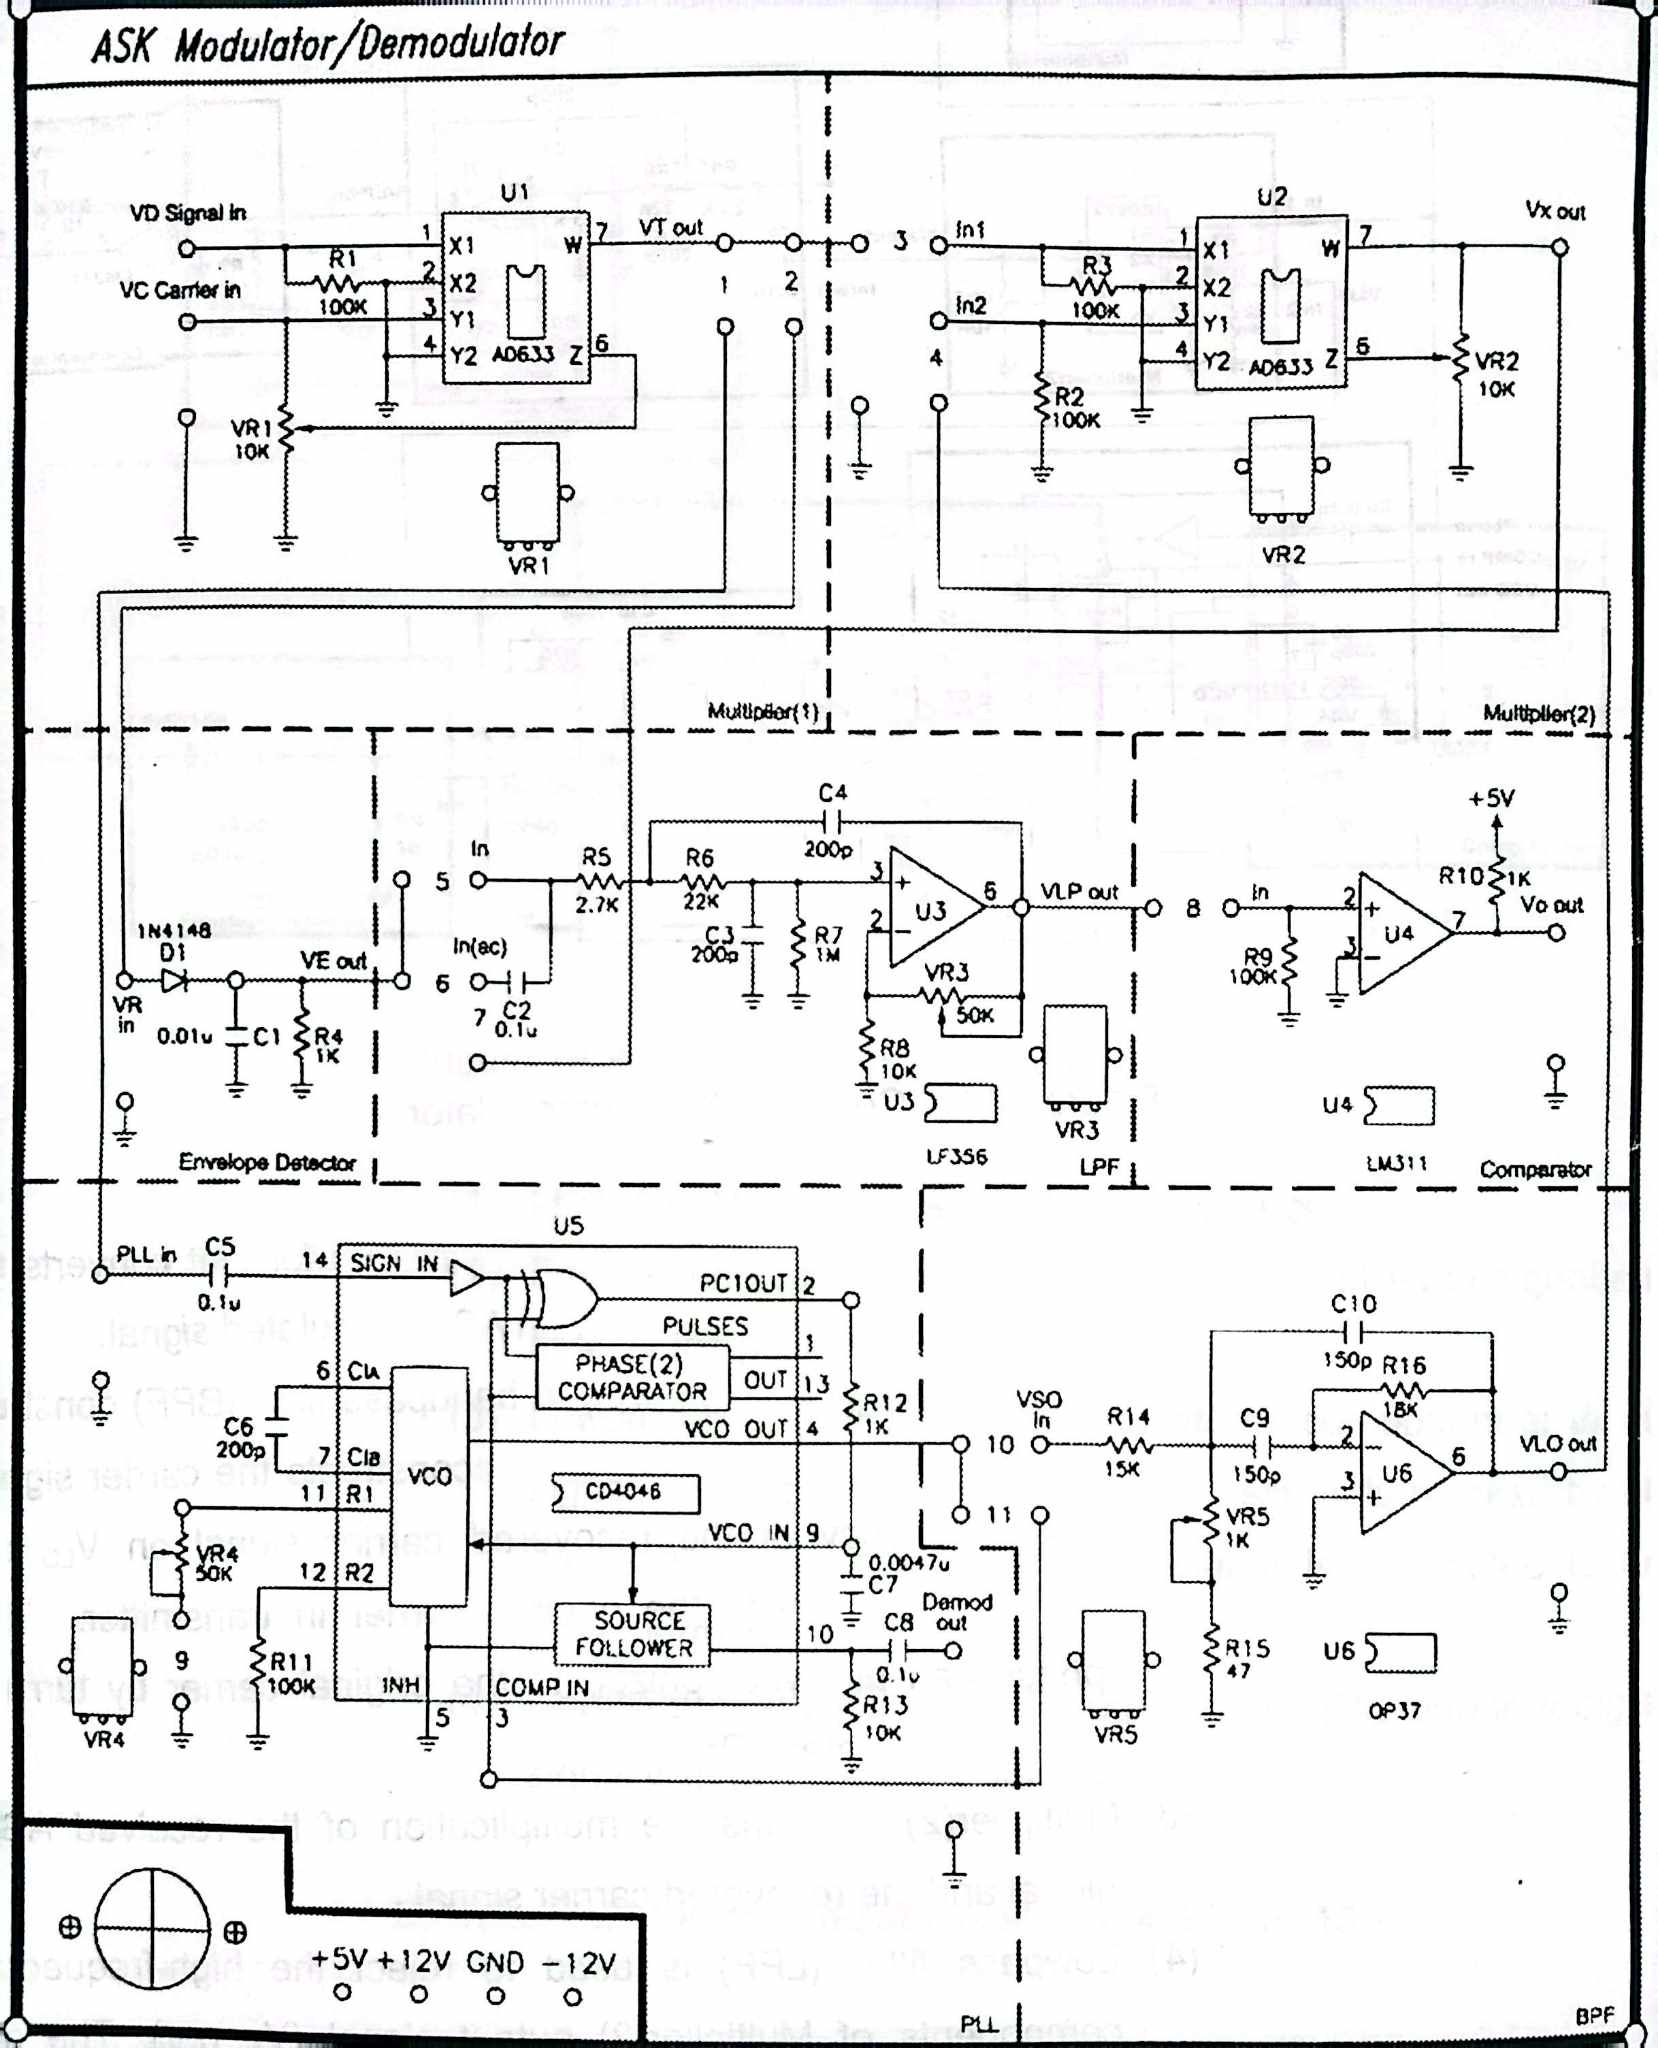 ASK Modulator/Demodulator
VD Signal in
VC Carrier in
R1
100K
VR1
10K
U1
1 X1
2 X2
3 Y1
4 Y2
W 7
Z 6
AD633
VT out
1
2
VR1
Multiplier(1)
3
In1
In2
4
R3
100K
R2
100K
U2
1 X1
2 X2
3 Y1
4 Y2
W 7
Z 6
AD633
Vx out
VR2
10K
VR2
Multiplier(2)
1N4148
D1
VR
in
VE out
0.01u C1
R4
1K
Envelope Detector
5
6
7
In
In(ac)
C2
0.1u
R5
2.7K
R6
22K
C4
200p
C3
200p
R7
1M
3 +
2 -
U3
6
VLP out
VR3
50K
R8
10K
U3
LF356
VR3
LPF
8
In
R9
100K
2 +
3 -
U4
7
+5V
R10
1K
Vo out
U4
LM311
Comparator
PLL in
C5
0.1u
U5
14 SIGN IN
PC1OUT 2
PULSES
1
PHASE(2)
COMPARATOR
OUT 13
6 C1A
C6
200p
7 C1B
VCO
VCO OUT 4
CD4046
11 R1
VR4
50K
12 R2
VCO IN 9
SOURCE
FOLLOWER
10
INH
5
COMP IN
3
R11
100K
9
VR4
R12
1K
0.0047u
C7
C8
0.1u
Demod
out
R13
10K
PLL
10
11
VSO
in
R14
15K
C10
150p
R16
18K
C9
150p
2 -
3 +
U6
6
VLO out
VR5
1K
R15
47
VR5
U6
OP37
BPF
+5V +12V GND -12V